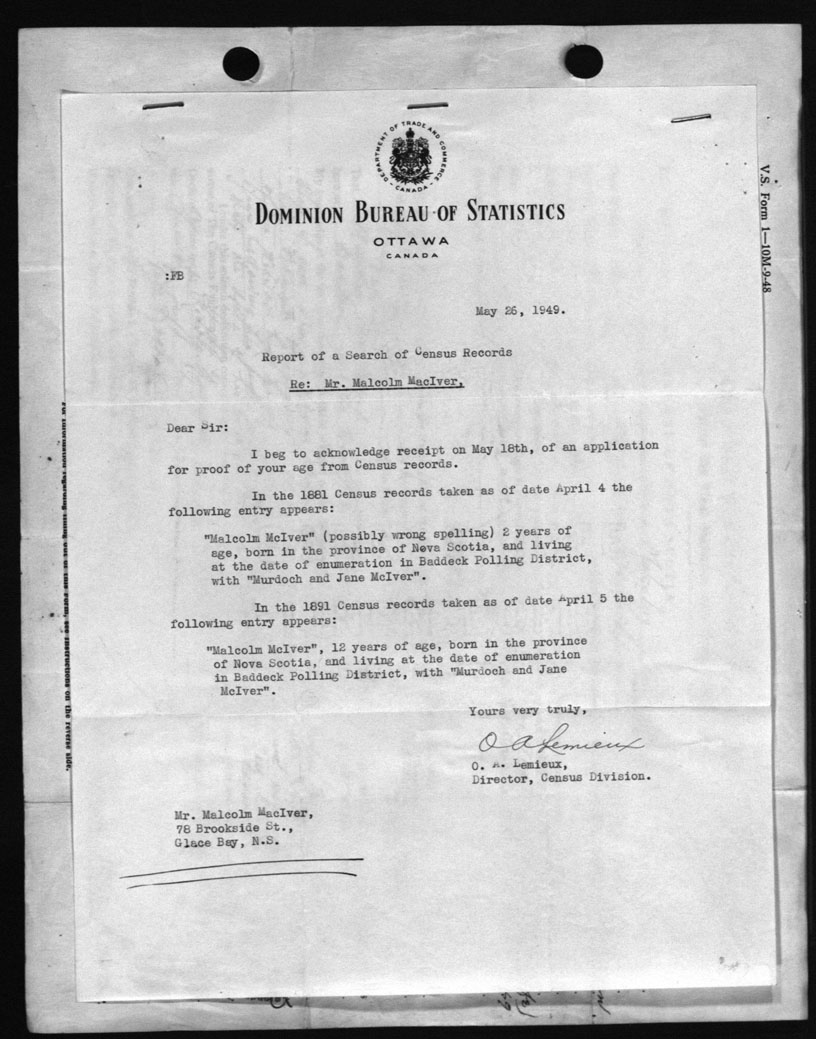 DEPARTMENT OF TRADE AND COMMERCE
- CANADA -
DOMINION BUREAU OF STATISTICS
OTTAWA
CANADA
V.S. Form 1—10M-9-48
:FB
May 26, 1949.
Report of a Search of Census Records
Re: Mr. Malcolm MacIver,
Dear Sir:
I beg to acknowledge receipt on May 18th, of an application
for proof of your age from Census records.
In the 1881 Census records taken as of date April 4 the
following entry appears:
"Malcolm McIver" (possibly wrong spelling) 2 years of
age, born in the province of Nova Scotia, and living
at the date of enumeration in Baddeck Polling District,
with "Murdoch and Jane McIver".
In the 1891 Census records taken as of date April 5 the
following entry appears:
"Malcolm McIver", 12 years of age, born in the province
of Nova Scotia, and living at the date of enumeration
in Baddeck Polling District, with "Murdoch and Jane
McIver".
Yours very truly,
O A Lemieux
O. A. Lemieux,
Director, Census Division.
Mr. Malcolm MacIver,
78 Brookside St.,
Glace Bay, N.S.
see instructions on the reverse side.